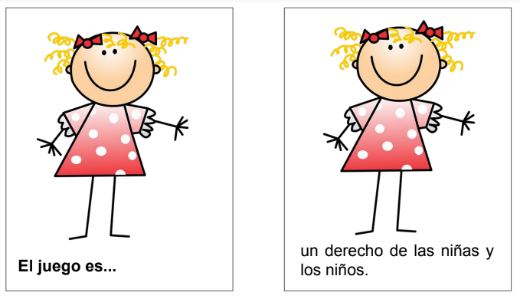 El juego es...
un derecho de las niñas y
los niños.